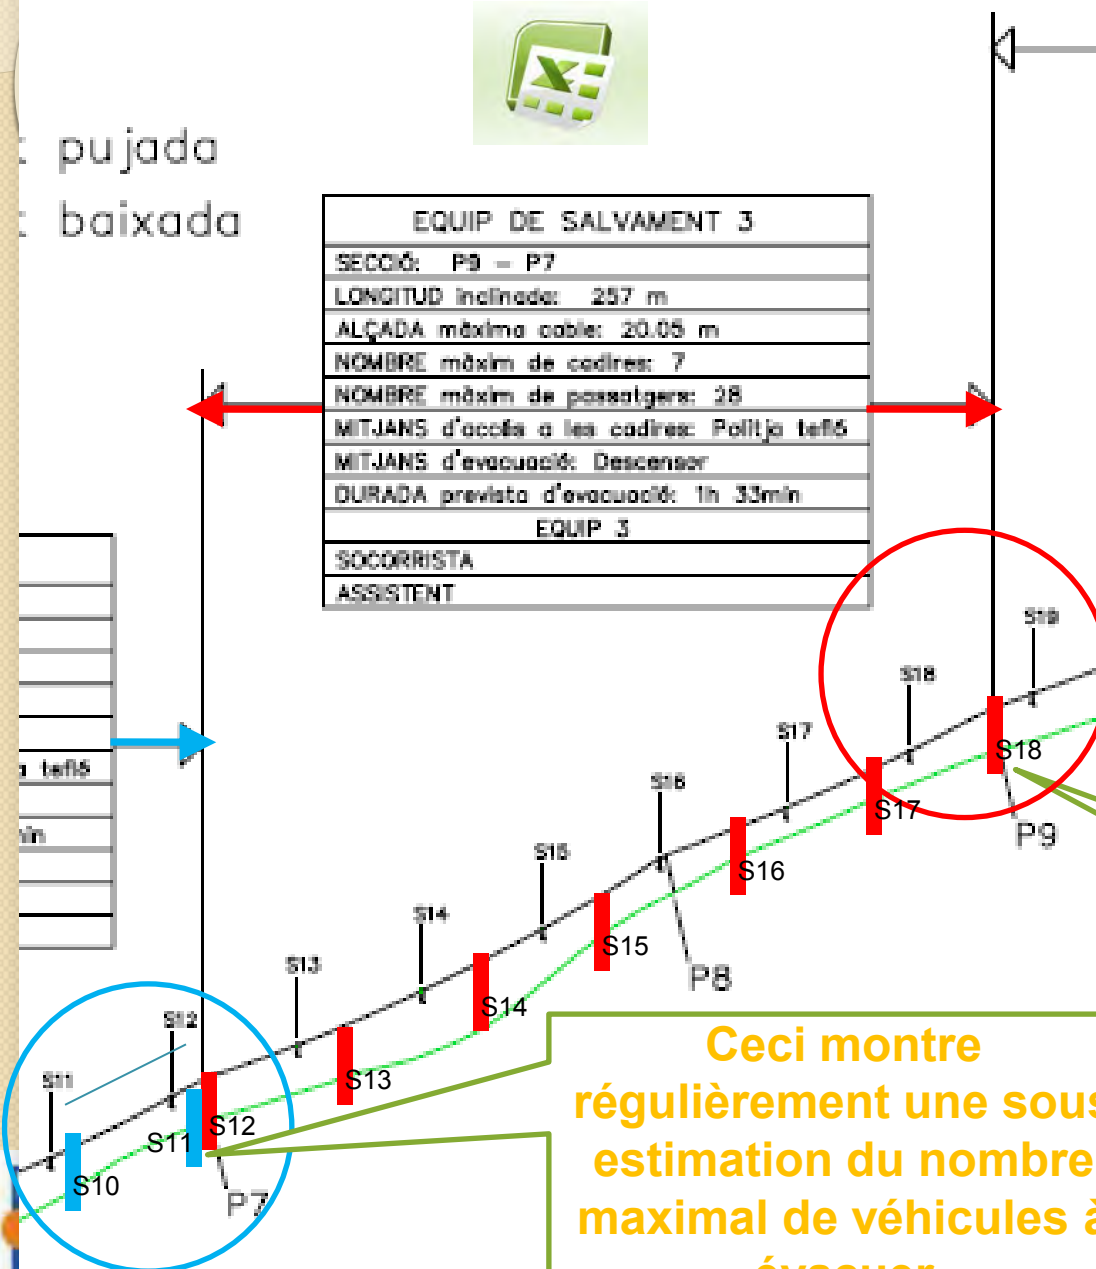 : pujada
: baixada
EQUIP DE SALVAMENT 3
SECCIÓ: P9 - P7
LONGITUD inclinada: 257 m
ALÇADA màxima cable: 20.05 m
NOMBRE màxim de cadires: 7
NOMBRE màxim de passatgers: 28
MITJANS d'accés a les cadires: Politja tefló
MITJANS d'evacuació: Descensor
DURADA prevista d'evacuació: 1h 33min
EQUIP 3
SOCORRISTA
ASSISTENT
a tefló
min
S19
S18
S17
S16
S15
S14
S13
S12
S11
S18
S17
S16
S15
S14
S13
S12
S11
S10
P9
P8
P7
Ceci montre
régulièrement une sous
estimation du nombre
maximal de véhicules à
évacuer